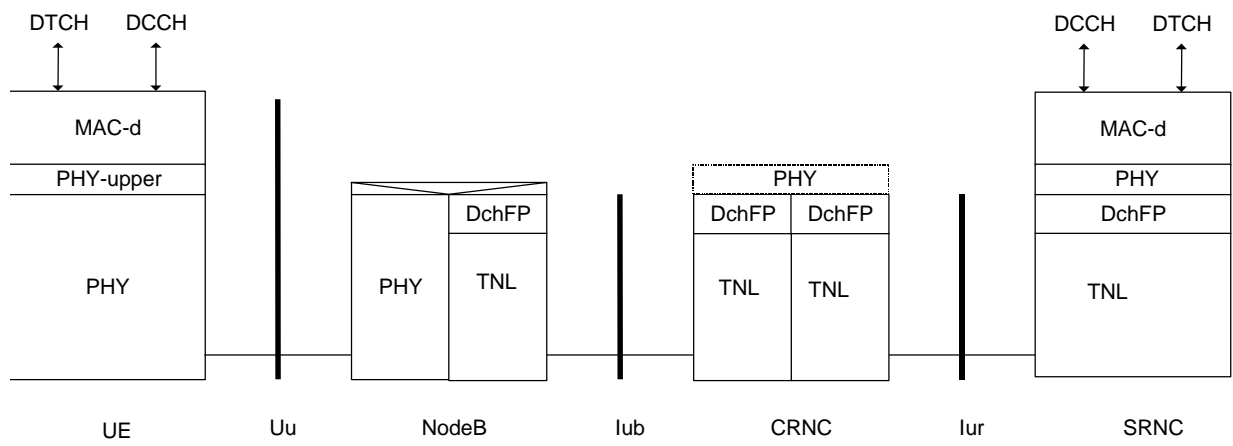 DTCH DCCH DCCH DTCH
MAC-d MAC-d
PHY-upper PHY PHY
DchFP DchFP DchFP DchFP
PHY PHY TNL TNL TNL TNL
UE Uu NodeB Iub CRNC Iur SRNC